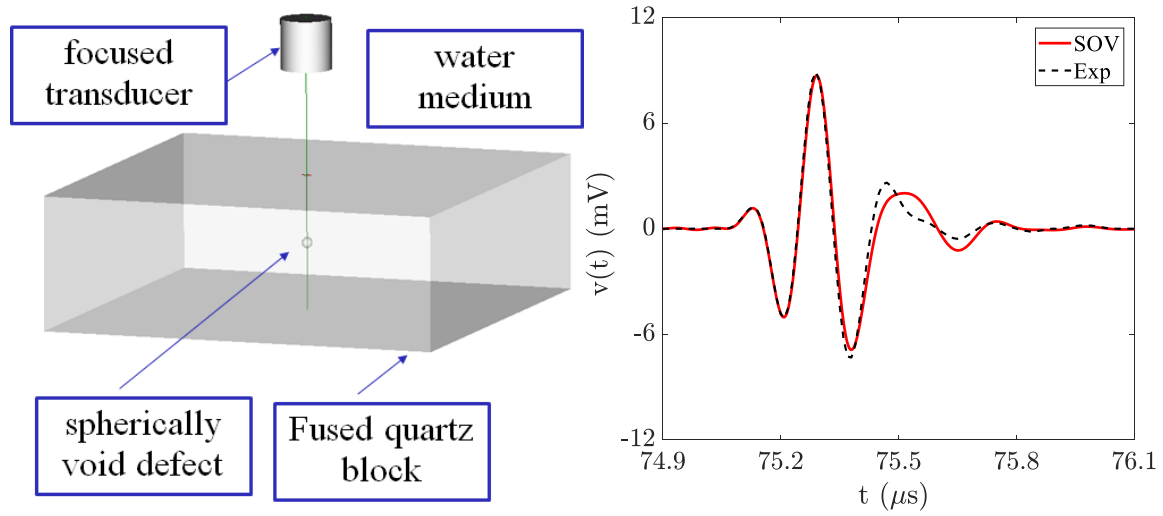 focused
transducer
water
medium
spherically
void defect
Fused quartz
block
12
6
0
-6
-12
v(t) (mV)
SOV
Exp
74.9
75.2
75.5
75.8
76.1
t (μs)